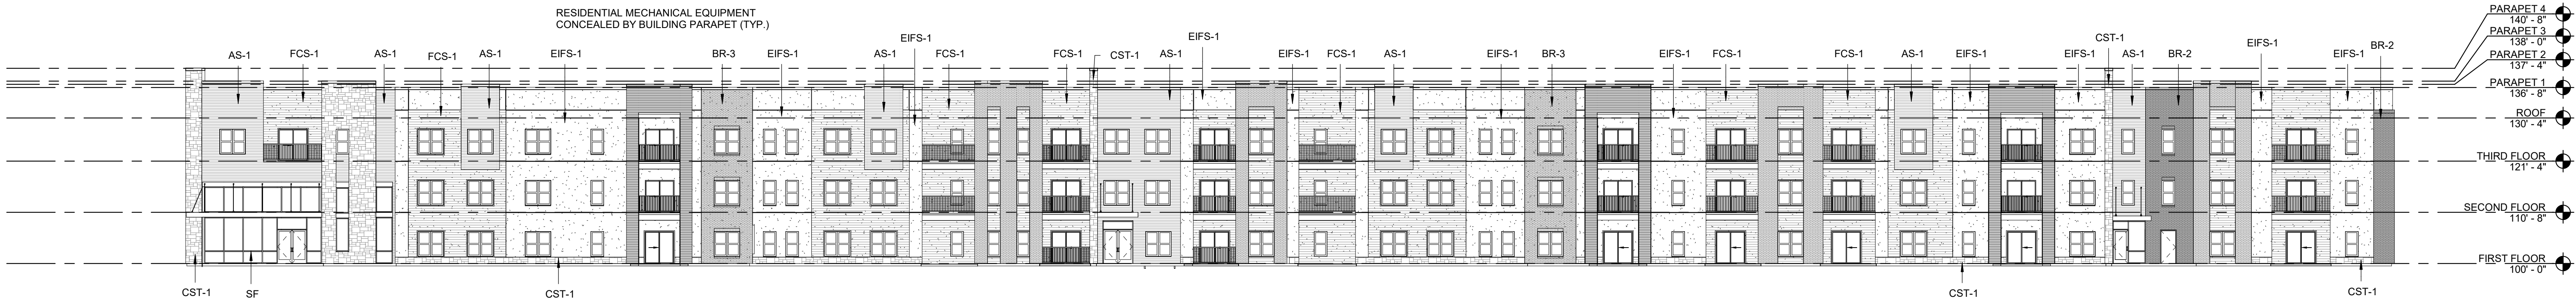 RESIDENTIAL MECHANICAL EQUIPMENT
CONCEALED BY BUILDING PARAPET (TYP.)
AS-1
FCS-1
AS-1
FCS-1
AS-1
EIFS-1
BR-3
EIFS-1
AS-1
EIFS-1
FCS-1
FCS-1
CST-1
AS-1
EIFS-1
EIFS-1
FCS-1
AS-1
EIFS-1
BR-3
EIFS-1
FCS-1
FCS-1
AS-1
EIFS-1
EIFS-1
CST-1
AS-1
BR-2
EIFS-1
EIFS-1
BR-2
PARAPET 4
140' - 8"
PARAPET 3
138' - 0"
PARAPET 2
137' - 4"
PARAPET 1
136' - 8"
ROOF
130' - 4"
THIRD FLOOR
121' - 4"
SECOND FLOOR
110' - 8"
FIRST FLOOR
100' - 0"
CST-1
SF
CST-1
CST-1
CST-1